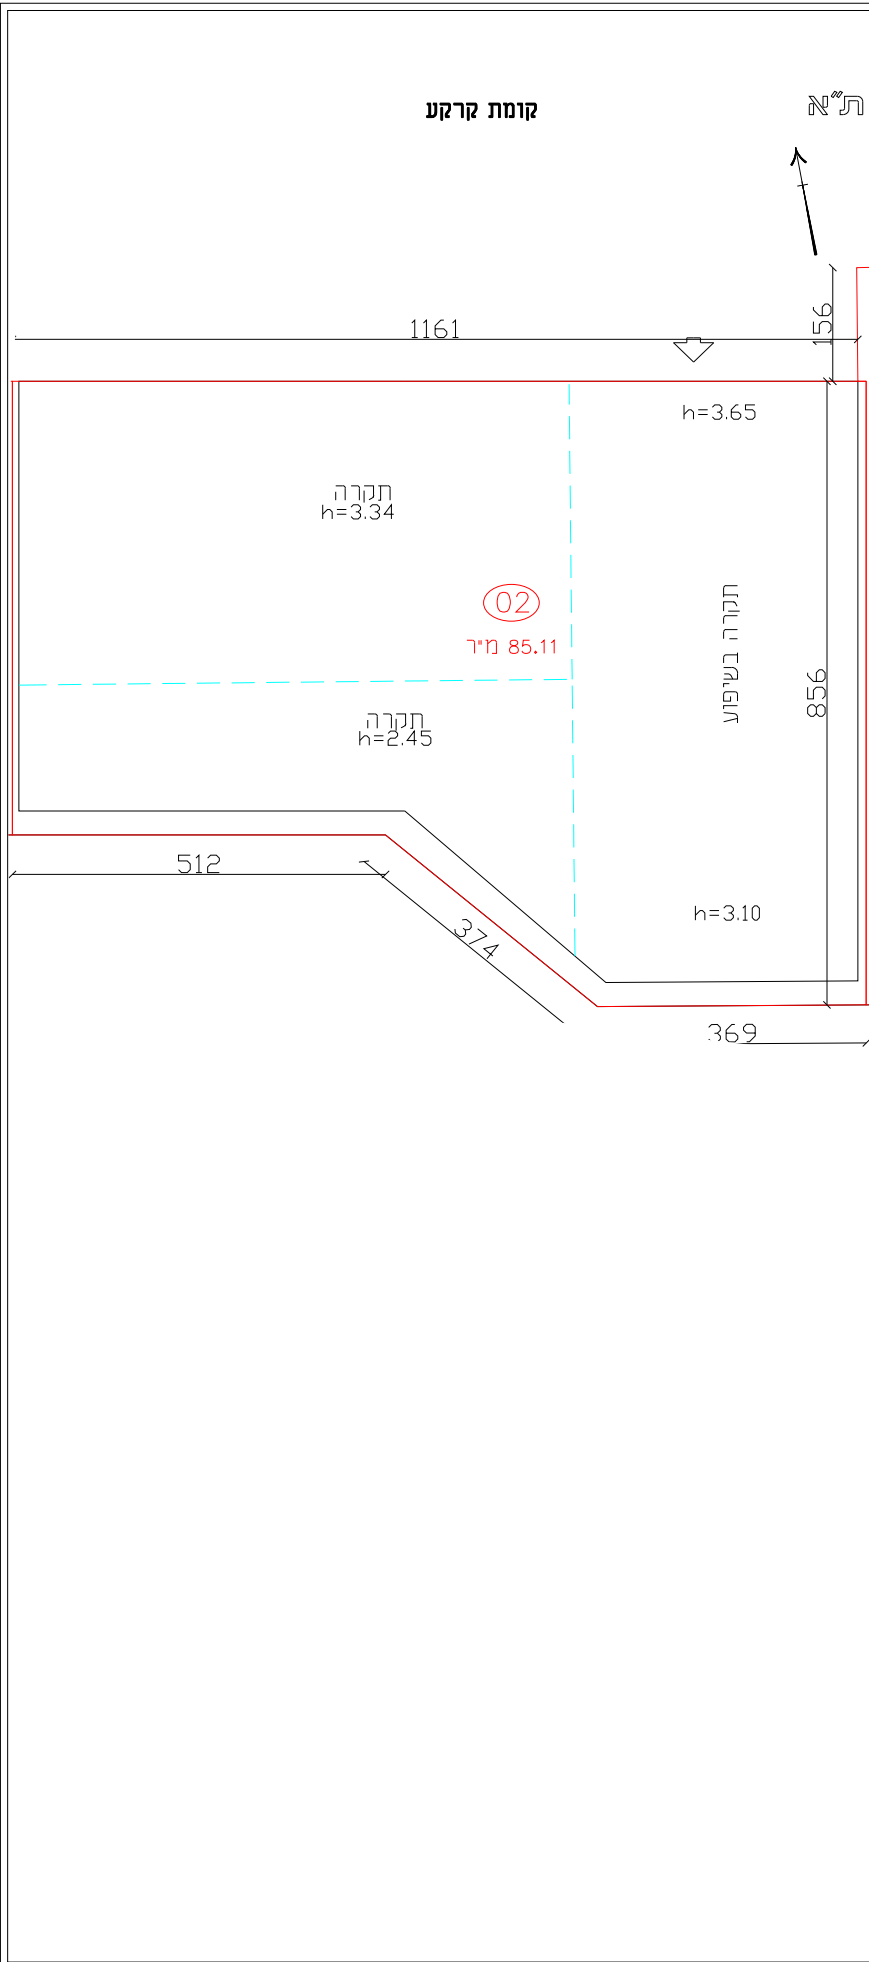 קומת קרקע
ת"א
156
1161
h=3.65
תקרה
h=3.34
02
85.11 מ"ר
תקרה בשיפוע
856
תקרה
h=2.45
512
374
h=3.10
369